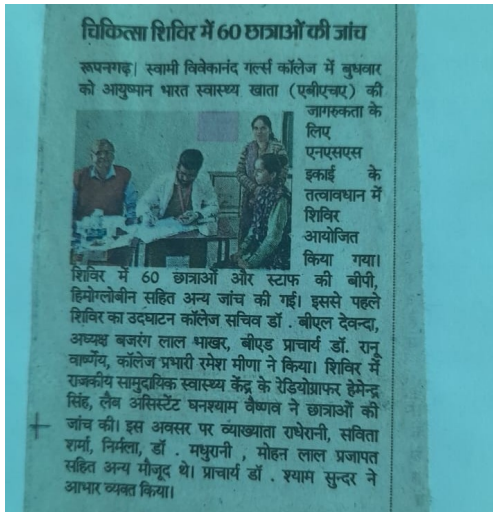 चिकित्सा शिविर में 60 छात्राओं की जांच
रूपनगढ़| स्वामी विवेकानंद गर्ल्स कॉलेज में बुधवार
को आयुष्मान भारत स्वास्थ्य खाता (एबीएचए) की
जागरुकता के
लिए
एनएसएस
इकाई के
तत्वावधान में
शिविर
आयोजित
किया गया।
शिविर में 60 छात्राओं और स्टाफ की बीपी,
हिमोग्लोबीन सहित अन्य जांच की गई। इससे पहले
शिविर का उदघाटन कॉलेज सचिव डॉ . बीएल देवन्दा,
अध्यक्ष बजरंग लाल भाखर, बीएड प्राचार्य डॉ. रानू
वार्ष्णेय, कॉलेज प्रभारी रमेश मीणा ने किया। शिविर में
राजकीय सामुदायिक स्वास्थ्य केंद्र के रेडियोग्राफर हेमेन्द्र
सिंह, लैब असिस्टेंट घनश्याम वैष्णव ने छात्राओं की
जांच की। इस अवसर पर व्याख्याता राधेरानी, सविता
शर्मा, निर्मला, डॉ . मधुरानी , मोहन लाल प्रजापत
सहित अन्य मौजूद थे। प्राचार्य डॉ . श्याम सुन्दर ने
आभार व्यक्त किया।